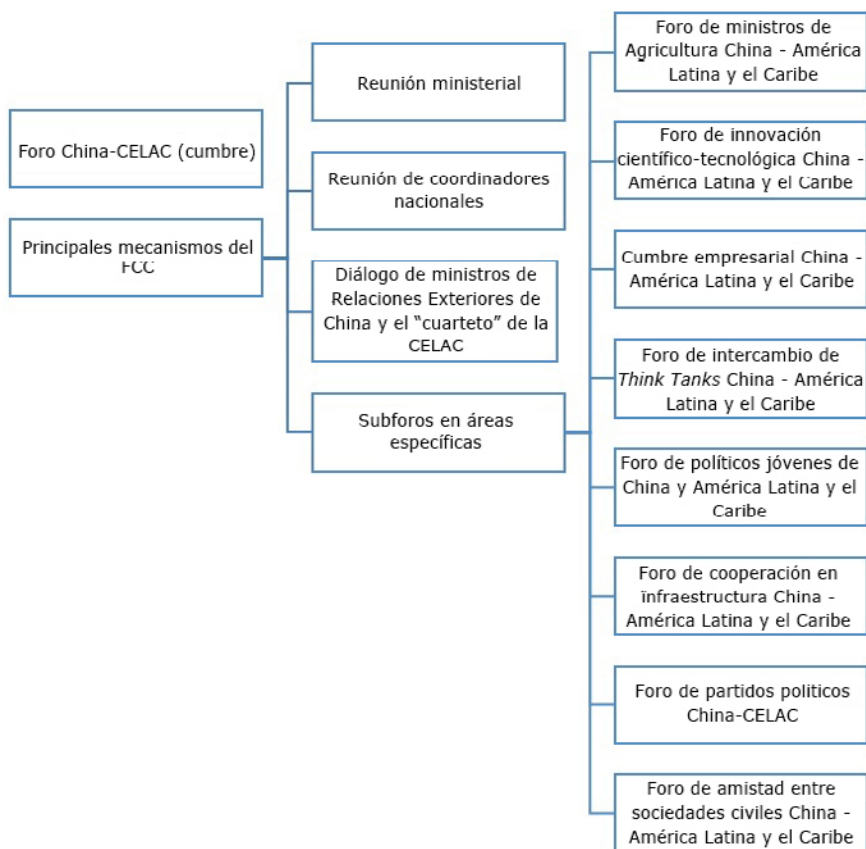 Foro China-CELAC (cumbre)
Principales mecanismos del
FCC
Reunión ministerial
Reunión de coordinadores
nacionales
Diálogo de ministros de
Relaciones Exteriores de
China y el “cuarteto” de la
CELAC
Subforos en áreas
específicas
Foro de ministros de
Agricultura China - América
Latina y el Caribe
Foro de innovación
científico-tecnológica China -
América Latina y el Caribe
Cumbre empresarial China -
América Latina y el Caribe
Foro de intercambio de
Think Tanks China - América
Latina y el Caribe
Foro de políticos jóvenes de
China y América Latina y el
Caribe
Foro de cooperación en
infraestructura China -
América Latina y el Caribe
Foro de partidos politicos
China-CELAC
Foro de amistad entre
sociedades civiles China -
América Latina y el Caribe